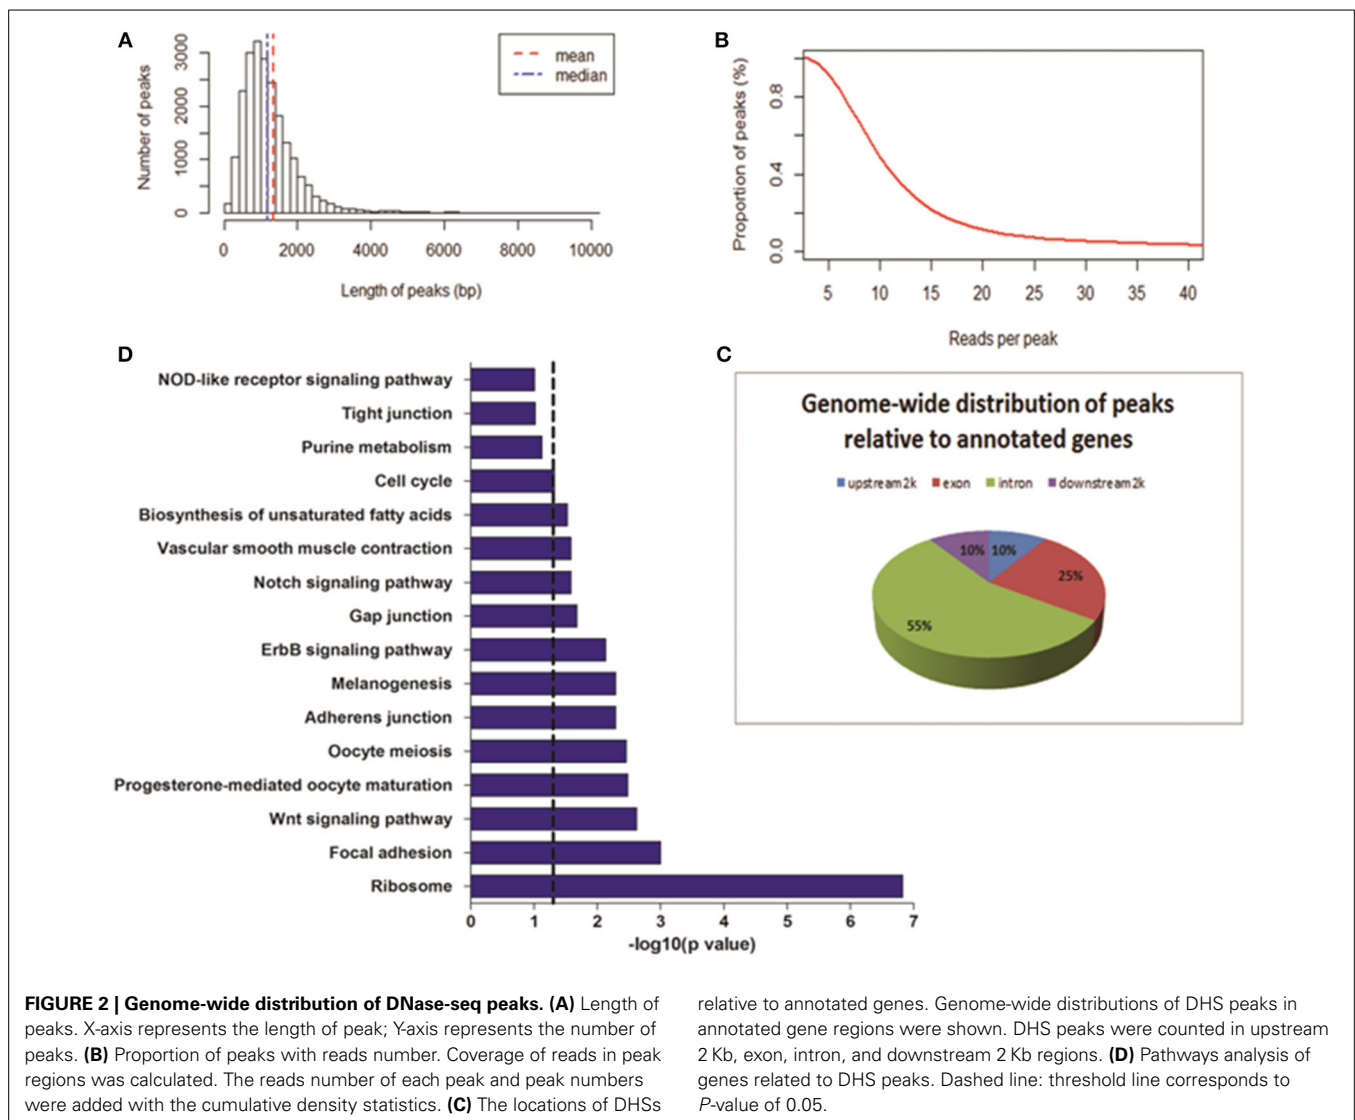 A
3000
2000
1000
0
Number of peaks
mean
median
0 2000 4000 6000 8000 10000
Length of peaks (bp)
B
0.8
0.4
0.0
Proportion of peaks (%)
5 10 15 20 25 30 35 40
Reads per peak
D
NOD-like receptor signaling pathway
Tight junction
Purine metabolism
Cell cycle
Biosynthesis of unsaturated fatty acids
Vascular smooth muscle contraction
Notch signaling pathway
Gap junction
ErbB signaling pathway
Melanogenesis
Adherens junction
Oocyte meiosis
Progesterone-mediated oocyte maturation
Wnt signaling pathway
Focal adhesion
Ribosome
0 1 2 3 4 5 6 7
-log10(p value)
C
Genome-wide distribution of peaks
relative to annotated genes
upstream2k exon intron downstream2k
10% 10%
25%
55%
FIGURE 2 | Genome-wide distribution of DNase-seq peaks. (A) Length of
peaks. X-axis represents the length of peak; Y-axis represents the number of
peaks. (B) Proportion of peaks with reads number. Coverage of reads in peak
regions was calculated. The reads number of each peak and peak numbers
were added with the cumulative density statistics. (C) The locations of DHSs
relative to annotated genes. Genome-wide distributions of DHS peaks in
annotated gene regions were shown. DHS peaks were counted in upstream
2 Kb, exon, intron, and downstream 2 Kb regions. (D) Pathways analysis of
genes related to DHS peaks. Dashed line: threshold line corresponds to
P-value of 0.05.